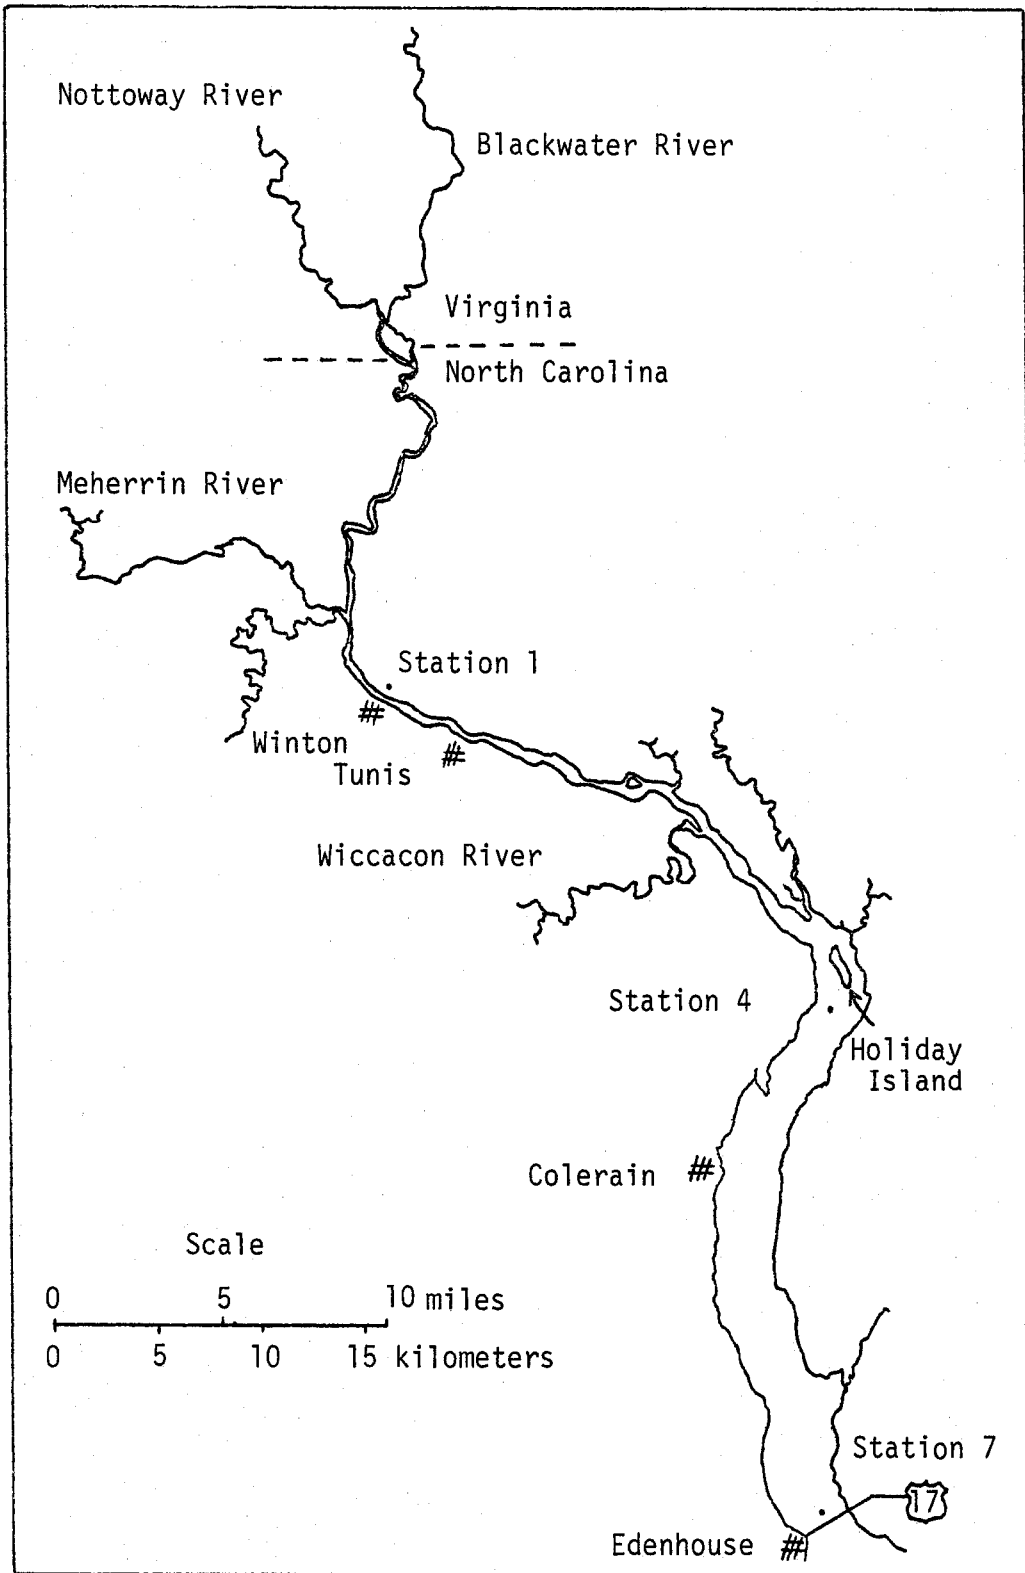 Nottoway River
Blackwater River
Virginia
North Carolina
Meherrin River
Station 1
Winton
Tunis
Wiccacon River
Station 4
Holiday
Island
Colerain
Scale
0 5 10 miles
0 5 10 15 kilometers
Station 7
17
Edenhouse